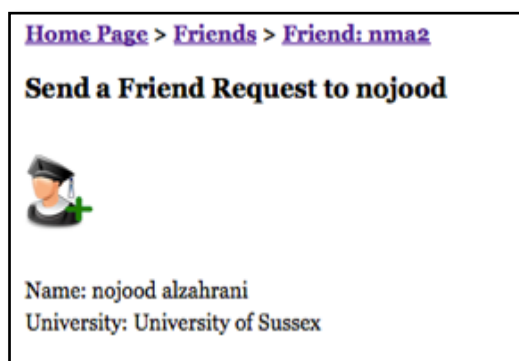 Home Page > Friends > Friend: nma2
Send a Friend Request to nojood
Name: nojood alzahrani
University: University of Sussex